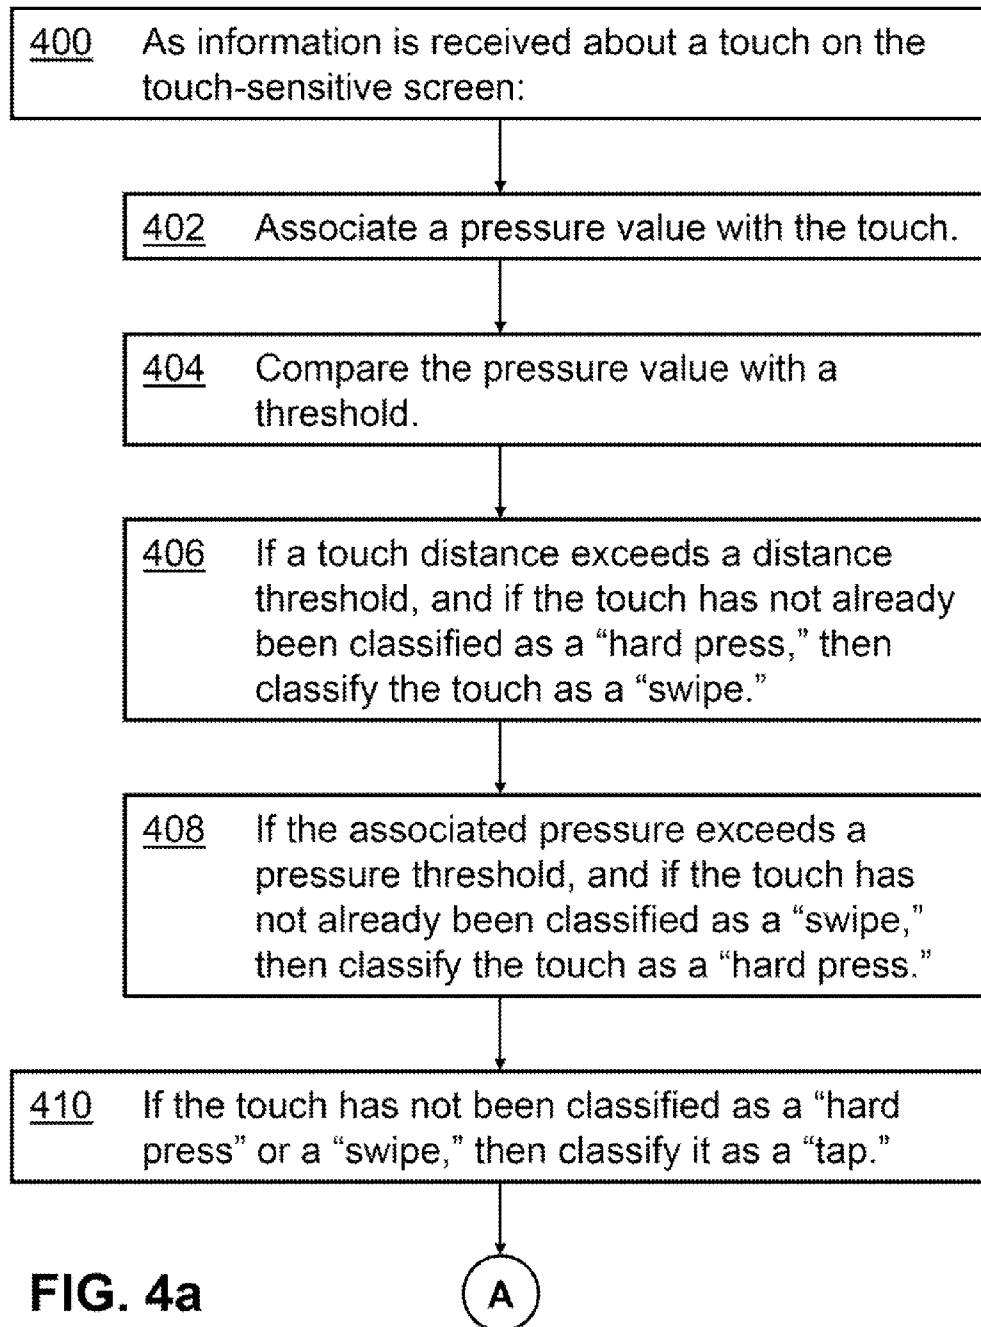 400 As information is received about a touch on the
touch-sensitive screen:
402 Associate a pressure value with the touch.
404 Compare the pressure value with a
threshold.
406 If a touch distance exceeds a distance
threshold, and if the touch has not already
been classified as a “hard press,” then
classify the touch as a “swipe.”
408 If the associated pressure exceeds a
pressure threshold, and if the touch has
not already been classified as a “swipe,”
then classify the touch as a “hard press.”
410 If the touch has not been classified as a “hard
press” or a “swipe,” then classify it as a “tap.”
FIG. 4a
A